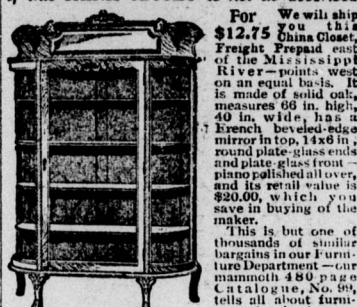 For We will ship
$12.75 you this
China Closet,
Freight Prepaid east
of the Mississippi
River—points west
on an equal basis. It
is made of solid oak,
measures 66 in. high,
40 in. wide, has a
French beveled-edge
mirror in top, 14x6 in,
round plate-glass ends
and plate-glass front—
piano polished all over,
and its retail value is
$20.00, which you
save in buying of the
maker.
This is but one of
thousands of similar
bargains in our Furni-
ture Department—our
mammoth 480 page
Catalogue, No. 99,
tells all about furni-